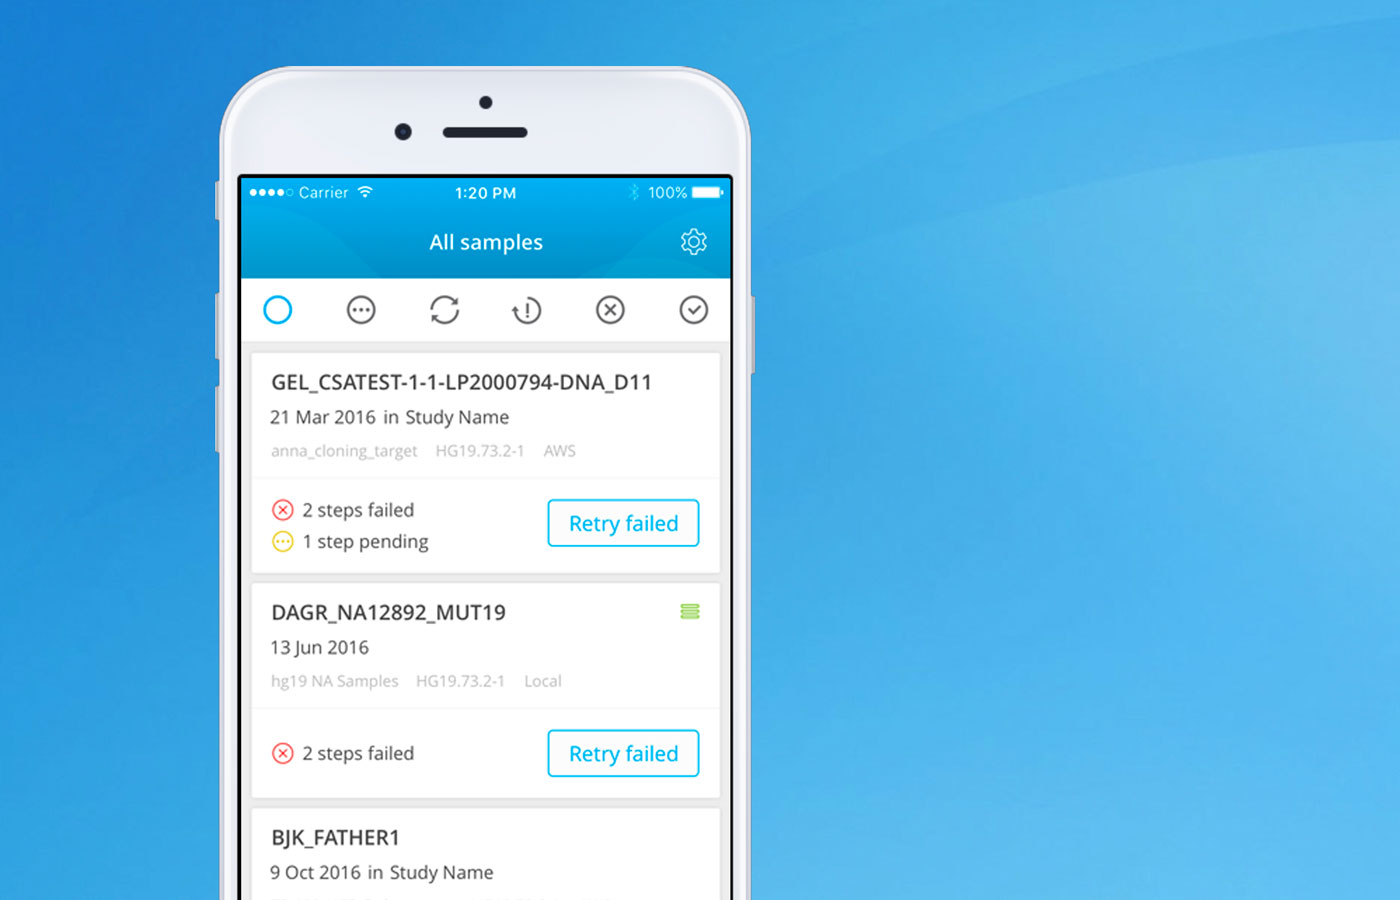 Carrier 1:20 PM 100%
All samples
GEL_CSATEST-1-1-LP2000794-DNA_D11
21 Mar 2016 in Study Name
anna_cloning_target HG19.73.2-1 AWS
2 steps failed
Retry failed
1 step pending
DAGR_NA12892_MUT19
13 Jun 2016
hg19 NA Samples HG19.73.2-1 Local
2 steps failed
Retry failed
BJK_FATHER1
9 Oct 2016 in Study Name